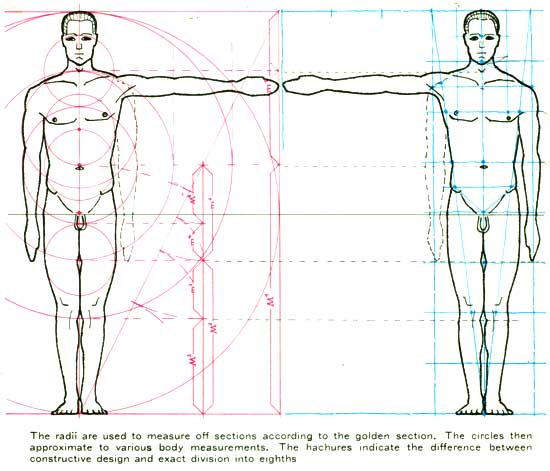 The radii are used to measure off sections according to the golden section. The circles then
approximate to various body measurements. The hachures indicate the difference between
constructive design and exact division into eighths